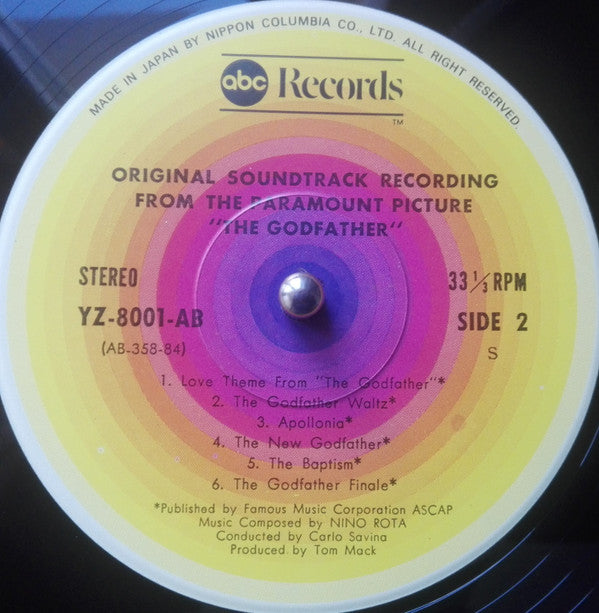 MADE IN JAPAN BY NIPPON COLUMBIA CO., LTD. ALL RIGHT RESERVED.
abc Records
TM
ORIGINAL SOUNDTRACK RECORDING
FROM THE PARAMOUNT PICTURE
"THE GODFATHER"
STEREO 33 1/3 RPM
YZ-8001-AB SIDE 2
(AB-358-84) S
1. Love Theme From "The Godfather"*
2. The Godfather Waltz*
3. Apollonia*
4. The New Godfather*
5. The Baptism*
6. The Godfather Finale*
*Published by Famous Music Corporation ASCAP
Music Composed by NINO ROTA
Conducted by Carlo Savina
Produced by Tom Mack